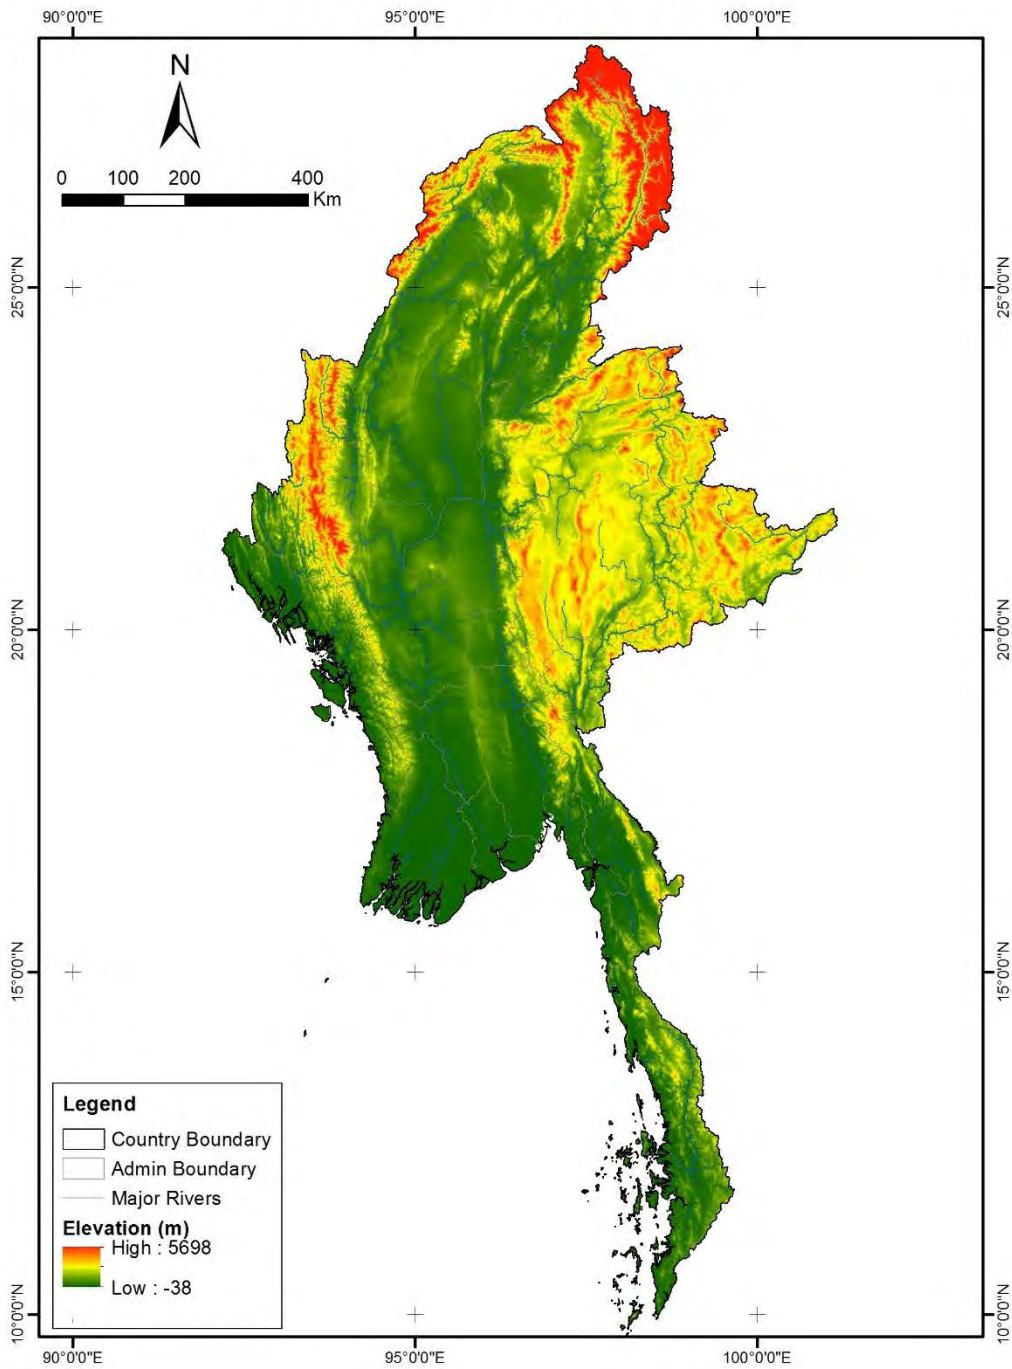 90°0'0"E 95°0'0"E 100°0'0"E
N
0 100 200 400
Km
25°0'0"N 25°0'0"N
20°0'0"N 20°0'0"N
15°0'0"N 15°0'0"N
Legend
Country Boundary
Admin Boundary
Major Rivers
Elevation (m)
High : 5698
Low : -38
10°0'0"N 10°0'0"N
90°0'0"E 95°0'0"E 100°0'0"E